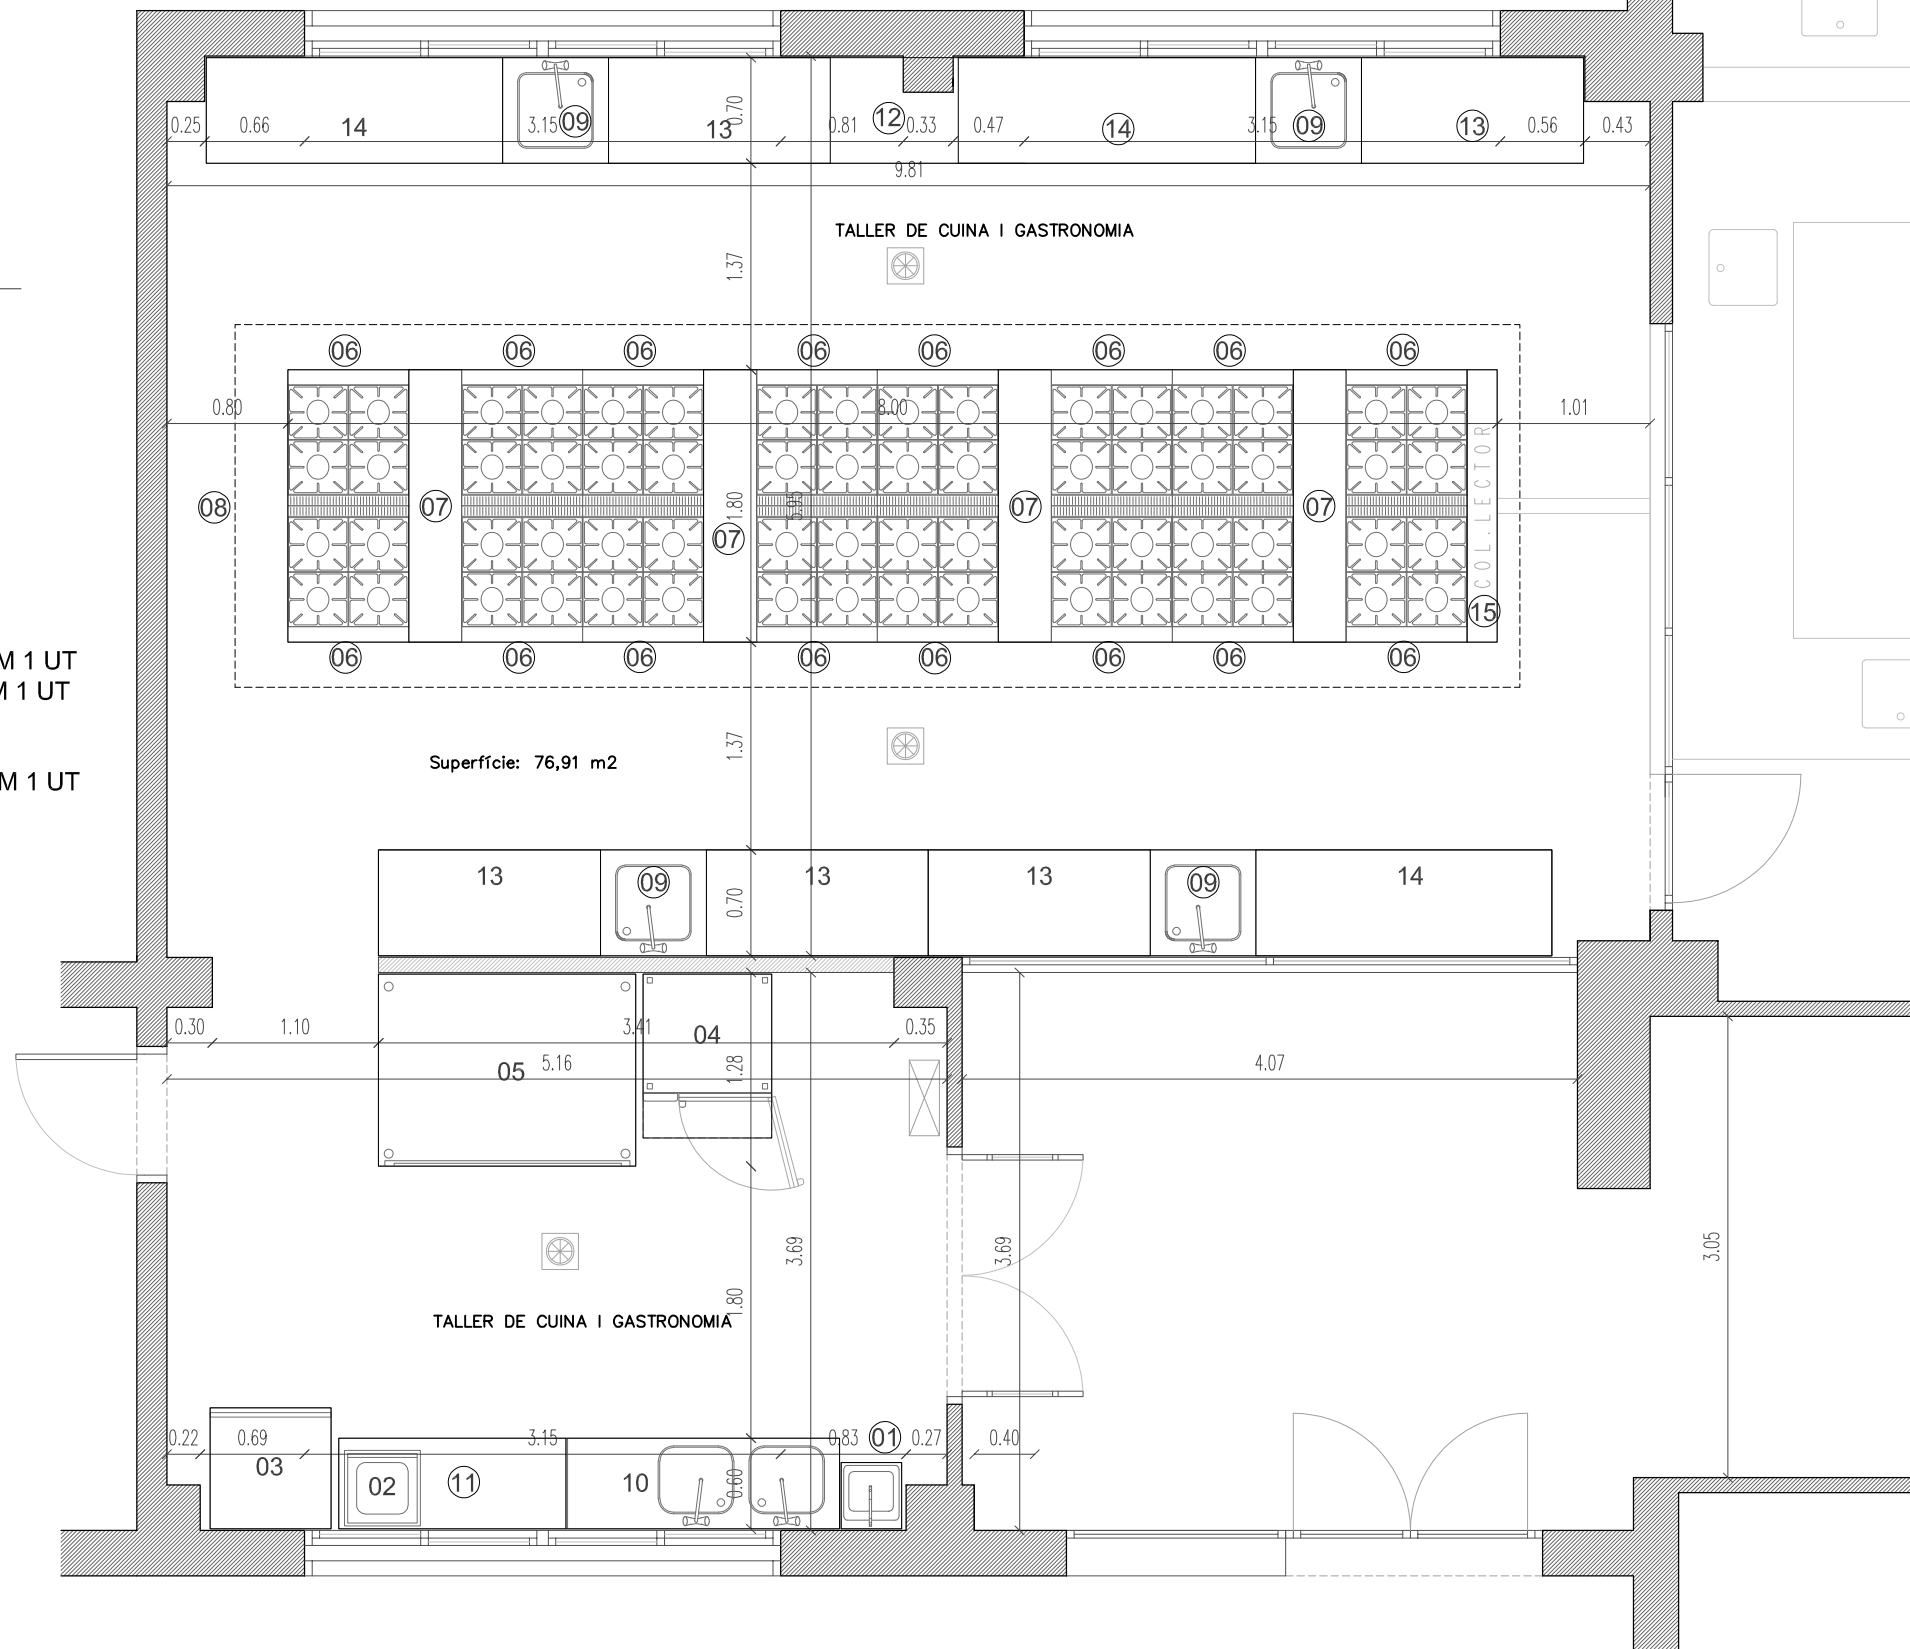 0.25 0.66 14 3.15 09 13 0.70 0.81 12 0.33 0.47 14 3.15 09 13 0.56 0.43
9.81
TALLER DE CUINA I GASTRONOMIA
1.37
06 06 06 06 06 06 06 06
0.80 8.00 1.01
COL.LECTOR
08 07 1.80 5.95 07 07
07
15
06 06 06 06 06 06 06 06
M 1 UT
M 1 UT
1.37
Superfície: 76,91 m2
M 1 UT
13 09 13 13 09 14
0.70
0.30 1.10 3.41 04 0.35
05 5.16 1.28 4.07
3.69 3.69 3.05
1.80
TALLER DE CUINA I GASTRONOMIA
0.22 0.69 3.15 0.83 01 0.27 0.40
03 02 11 10 0.60